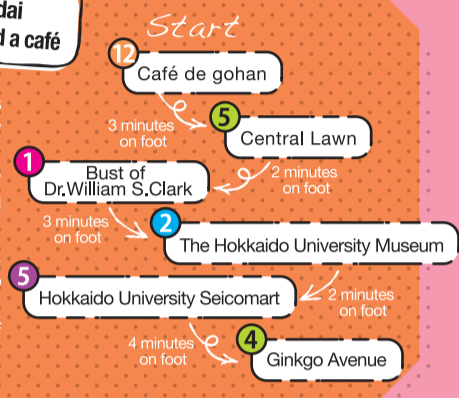 dai
d a café
Start
12
Café de gohan
3 minutes
on foot
5
Central Lawn
1
Bust of
Dr.William S.Clark
2 minutes
on foot
3 minutes
on foot
2
The Hokkaido University Museum
5
Hokkaido University Seicomart
2 minutes
on foot
4 minutes
on foot
4
Ginkgo Avenue